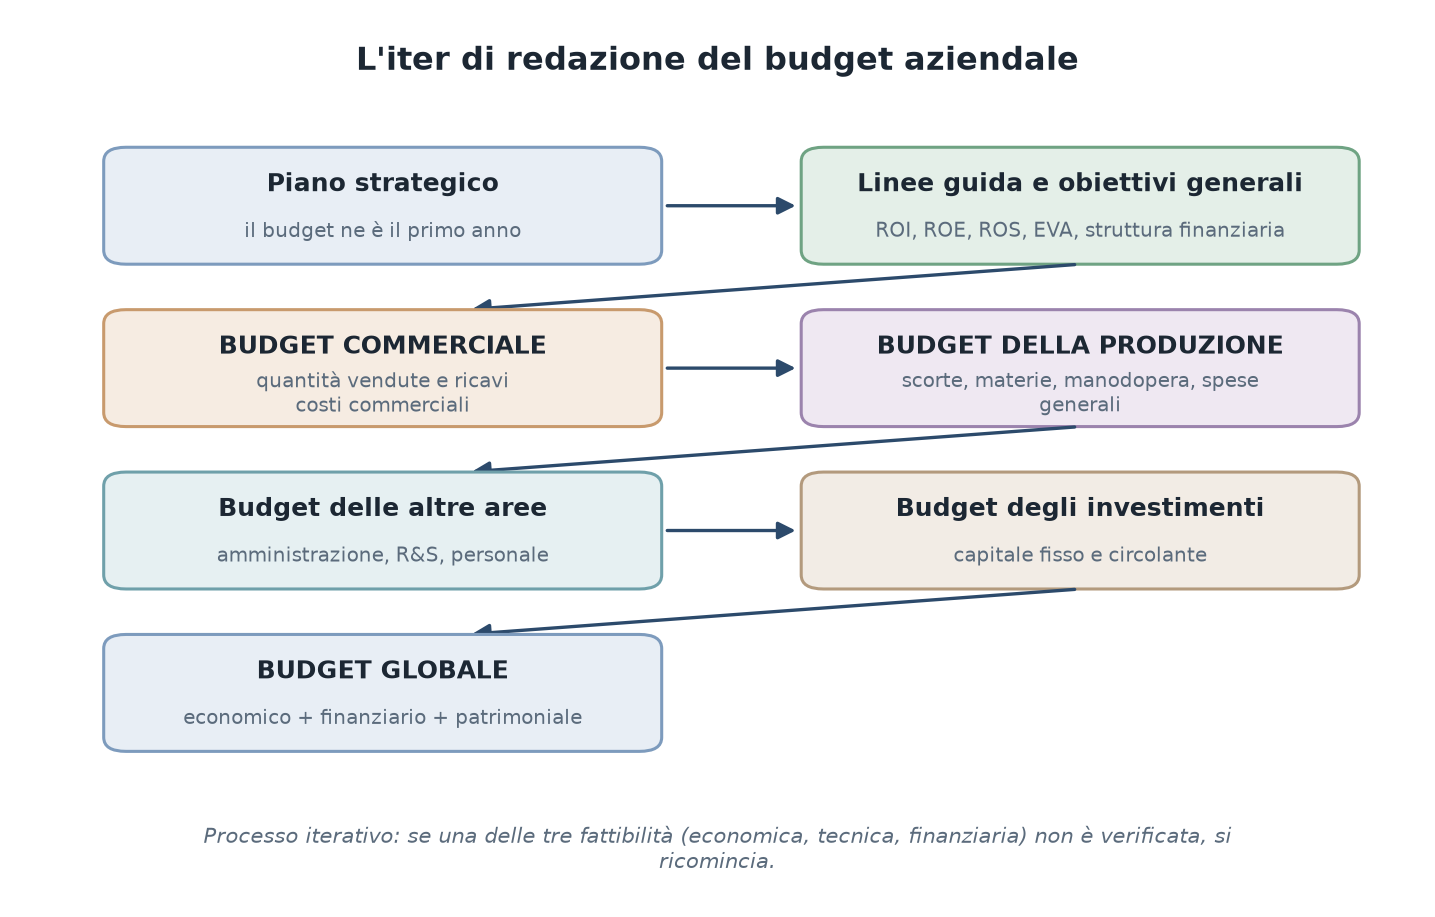 L'iter di redazione del budget aziendale
Piano strategico
il budget ne è il primo anno
Linee guida e obiettivi generali
ROI, ROE, ROS, EVA, struttura finanziaria
BUDGET COMMERCIALE
quantità vendute e ricavi
costi commerciali
BUDGET DELLA PRODUZIONE
scorte, materie, manodopera, spese
generali
Budget delle altre aree
amministrazione, R&S, personale
Budget degli investimenti
capitale fisso e circolante
BUDGET GLOBALE
economico + finanziario + patrimoniale
Processo iterativo: se una delle tre fattibilità (economica, tecnica, finanziaria) non è verificata, si
ricomincia.